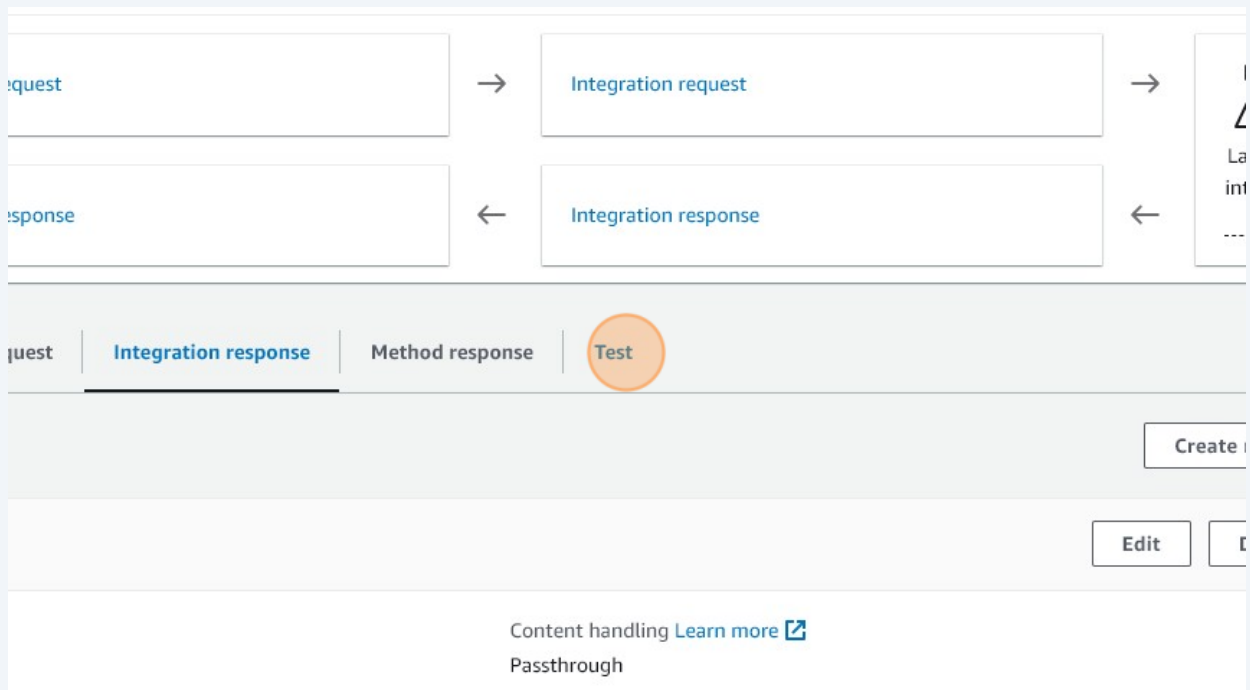 equest
Integration request
La
int
esponse
Integration response
---
quest
Integration response
Method response
Test
Create
Edit
Content handling Learn more
Passthrough